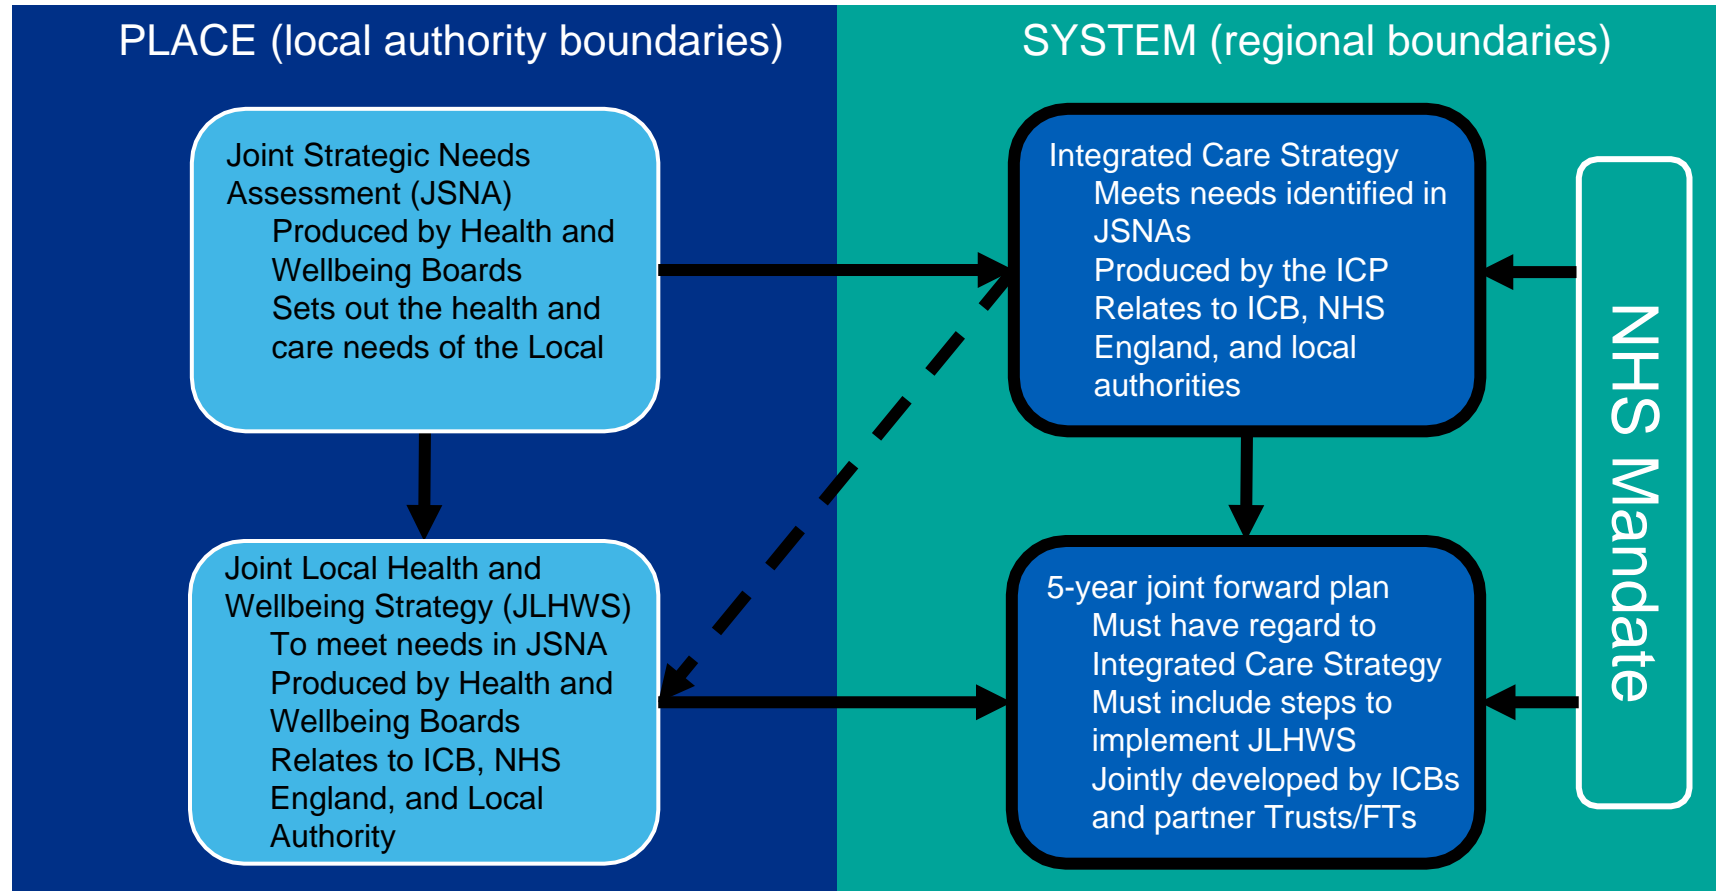 PLACE (local authority boundaries)
SYSTEM (regional boundaries)
Joint Strategic Needs
Assessment (JSNA)
Produced by Health and
Wellbeing Boards
Sets out the health and
care needs of the Local
Integrated Care Strategy
Meets needs identified in
JSNAs
Produced by the ICP
Relates to ICB, NHS
England, and local
authorities
Joint Local Health and
Wellbeing Strategy (JLHWS)
To meet needs in JSNA
Produced by Health and
Wellbeing Boards
Relates to ICB, NHS
England, and Local
Authority
5-year joint forward plan
Must have regard to
Integrated Care Strategy
Must include steps to
implement JLHWS
Jointly developed by ICBs
and partner Trusts/FTs
NHS Mandate